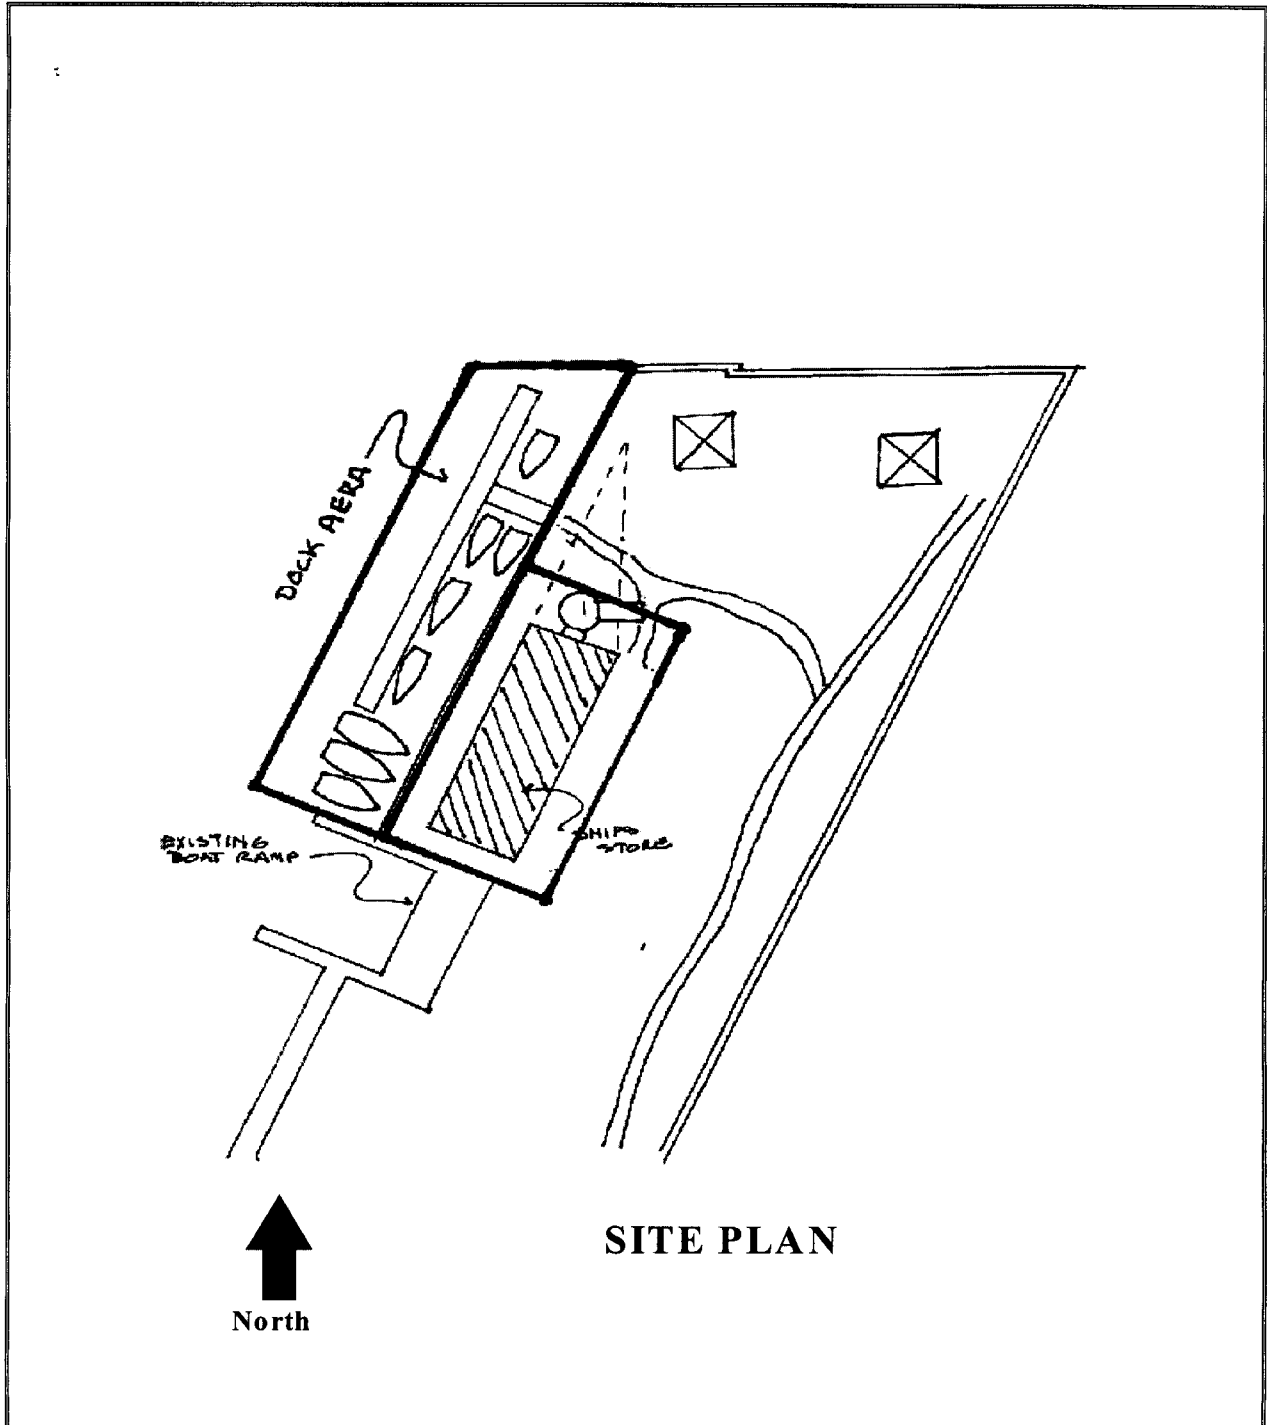 DOCK AERA
EXISTING
BOAT RAMP
SHIPS
STORE
SITE PLAN
North